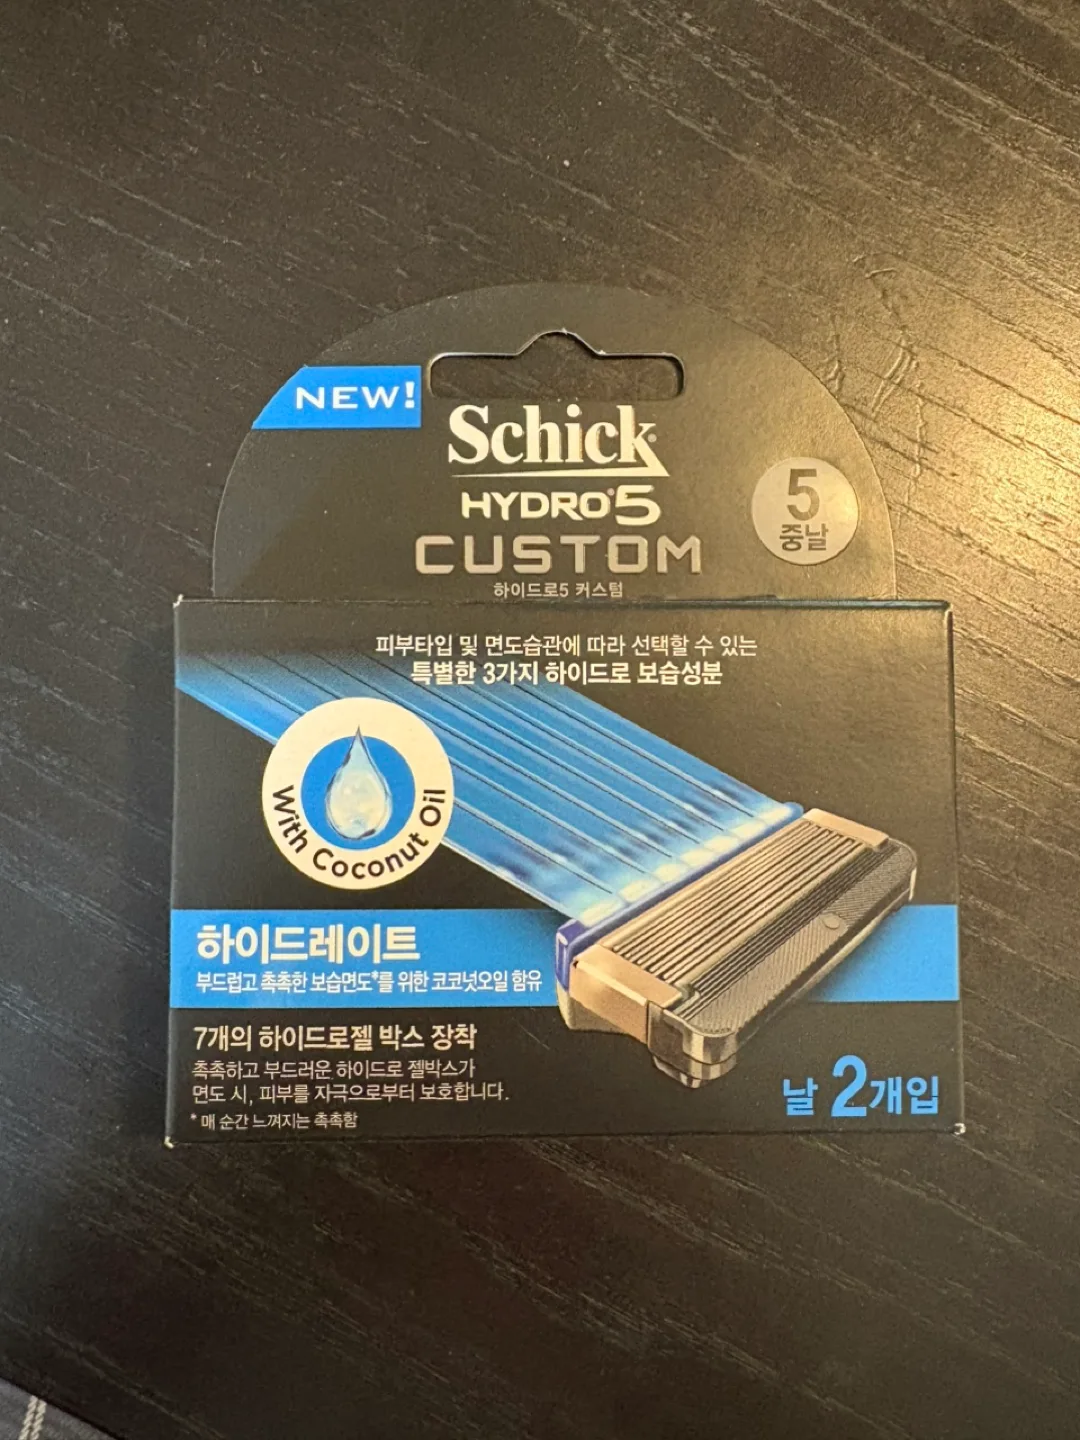 NEW!
Schick
HYDRO®5
CUSTOM
하이드로5 커스텀
5
중날
피부타입 및 면도습관에 따라 선택할 수 있는
특별한 3가지 하이드로 보습성분
With Coconut Oil
하이드레이트
부드럽고 촉촉한 보습면도*를 위한 코코넛오일 함유
7개의 하이드로젤 박스 장착
촉촉하고 부드러운 하이드로 젤박스가
면도 시, 피부를 자극으로부터 보호합니다.
* 매 순간 느껴지는 촉촉함
날 2개입